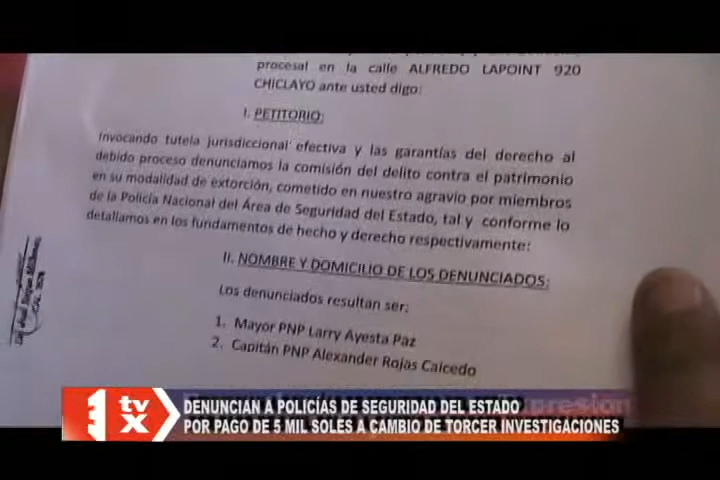 procesal en la calle ALFREDO LAPOINT 920
CHICLAYO ante usted digo:
I. PETITORIO:
Invocando tutela jurisdiccional efectiva y las garantías del derecho al
debido proceso denunciamos la comisión del delito contra el patrimonio
en su modalidad de extorción, cometido en nuestro agravio por miembros
de la Policía Nacional del Área de Seguridad del Estado, tal y conforme lo
detallamos en los fundamentos de hecho y derecho respectivamente:
II. NOMBRE Y DOMICILIO DE LOS DENUNCIADOS:
Los denunciados resultan ser:
1. Mayor PNP Larry Ayesta Paz
2. Capitán PNP Alexander Rojas Caicedo
tv
x
DENUNCIAN A POLICÍAS DE SEGURIDAD DEL ESTADO
POR PAGO DE 5 MIL SOLES A CAMBIO DE TORCER INVESTIGACIONES